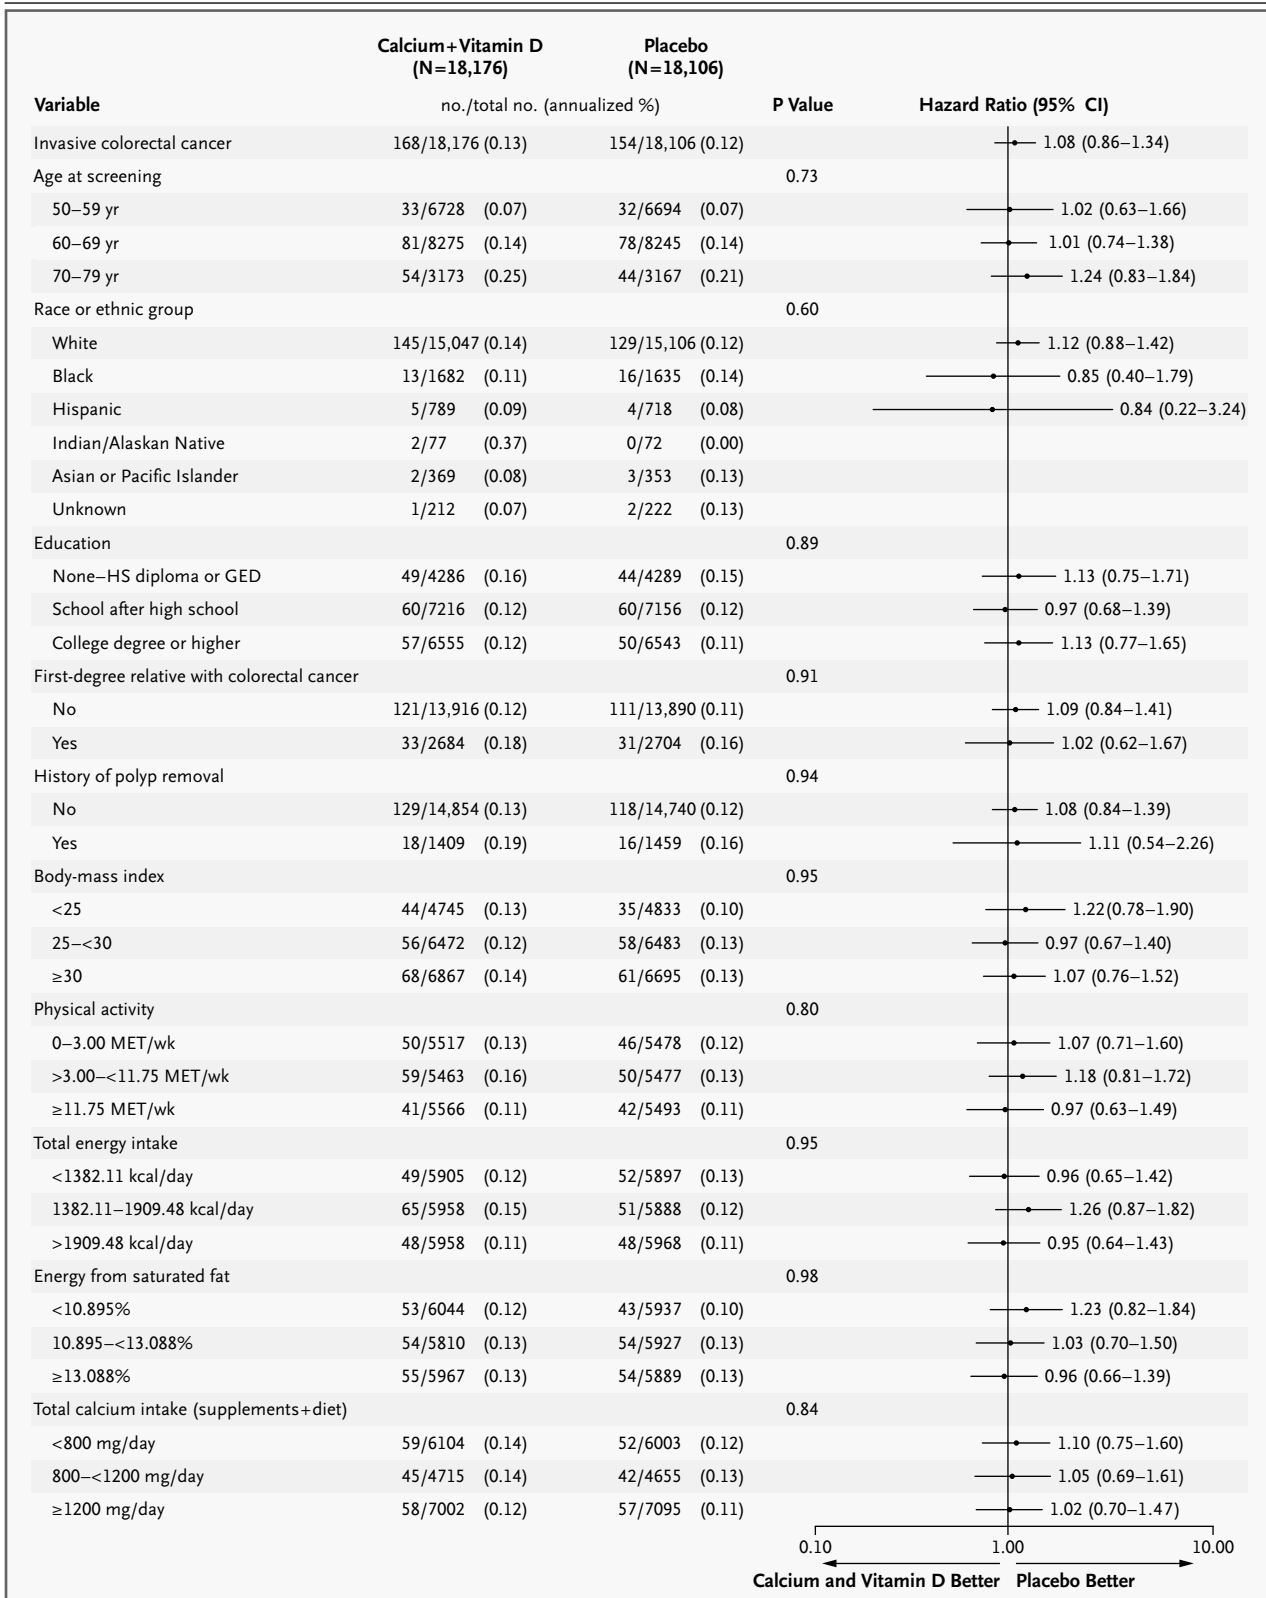 Calcium+Vitamin D Placebo
(N=18,176) (N=18,106)
Variable no./total no. (annualized %) P Value Hazard Ratio (95% CI)
Invasive colorectal cancer 168/18,176 (0.13) 154/18,106 (0.12) 1.08 (0.86–1.34)
Age at screening 0.73
50–59 yr 33/6728 (0.07) 32/6694 (0.07) 1.02 (0.63–1.66)
60–69 yr 81/8275 (0.14) 78/8245 (0.14) 1.01 (0.74–1.38)
70–79 yr 54/3173 (0.25) 44/3167 (0.21) 1.24 (0.83–1.84)
Race or ethnic group 0.60
White 145/15,047 (0.14) 129/15,106 (0.12) 1.12 (0.88–1.42)
Black 13/1682 (0.11) 16/1635 (0.14) 0.85 (0.40–1.79)
Hispanic 5/789 (0.09) 4/718 (0.08) 0.84 (0.22–3.24)
Indian/Alaskan Native 2/77 (0.37) 0/72 (0.00)
Asian or Pacific Islander 2/369 (0.08) 3/353 (0.13)
Unknown 1/212 (0.07) 2/222 (0.13)
Education 0.89
None–HS diploma or GED 49/4286 (0.16) 44/4289 (0.15) 1.13 (0.75–1.71)
School after high school 60/7216 (0.12) 60/7156 (0.12) 0.97 (0.68–1.39)
College degree or higher 57/6555 (0.12) 50/6543 (0.11) 1.13 (0.77–1.65)
First-degree relative with colorectal cancer 0.91
No 121/13,916 (0.12) 111/13,890 (0.11) 1.09 (0.84–1.41)
Yes 33/2684 (0.18) 31/2704 (0.16) 1.02 (0.62–1.67)
History of polyp removal 0.94
No 129/14,854 (0.13) 118/14,740 (0.12) 1.08 (0.84–1.39)
Yes 18/1409 (0.19) 16/1459 (0.16) 1.11 (0.54–2.26)
Body-mass index 0.95
<25 44/4745 (0.13) 35/4833 (0.10) 1.22(0.78–1.90)
25–<30 56/6472 (0.12) 58/6483 (0.13) 0.97 (0.67–1.40)
≥30 68/6867 (0.14) 61/6695 (0.13) 1.07 (0.76–1.52)
Physical activity 0.80
0–3.00 MET/wk 50/5517 (0.13) 46/5478 (0.12) 1.07 (0.71–1.60)
>3.00–<11.75 MET/wk 59/5463 (0.16) 50/5477 (0.13) 1.18 (0.81–1.72)
≥11.75 MET/wk 41/5566 (0.11) 42/5493 (0.11) 0.97 (0.63–1.49)
Total energy intake 0.95
<1382.11 kcal/day 49/5905 (0.12) 52/5897 (0.13) 0.96 (0.65–1.42)
1382.11–1909.48 kcal/day 65/5958 (0.15) 51/5888 (0.12) 1.26 (0.87–1.82)
>1909.48 kcal/day 48/5958 (0.11) 48/5968 (0.11) 0.95 (0.64–1.43)
Energy from saturated fat 0.98
<10.895% 53/6044 (0.12) 43/5937 (0.10) 1.23 (0.82–1.84)
10.895–<13.088% 54/5810 (0.13) 54/5927 (0.13) 1.03 (0.70–1.50)
≥13.088% 55/5967 (0.13) 54/5889 (0.13) 0.96 (0.66–1.39)
Total calcium intake (supplements+diet) 0.84
<800 mg/day 59/6104 (0.14) 52/6003 (0.12) 1.10 (0.75–1.60)
800–<1200 mg/day 45/4715 (0.14) 42/4655 (0.13) 1.05 (0.69–1.61)
≥1200 mg/day 58/7002 (0.12) 57/7095 (0.11) 1.02 (0.70–1.47)
0.10 1.00 10.00
Calcium and Vitamin D Better Placebo Better